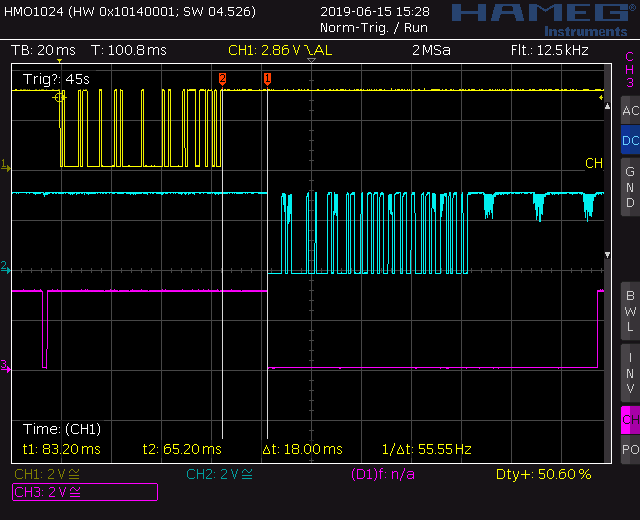 HMO1024 (HW 0x10140001; SW 04.526)
2019-06-15 15:28
HAMEG
Instruments
Norm-Trig. / Run
TB: 20 ms
T: 100.8 ms
CH1: 2.86 V
AL
2 MSa
Flt.: 12.5 kHz
Trig?: 45s
2
1
1
2
3
CH
Time: (CH1)
t1: 83.20 ms
t2: 65.20 ms
Δt: 18.00 ms
1/Δt: 55.55 Hz
CH1: 2 V
CH2: 2 V
(D1)f: n/a
Dty+: 50.60 %
CH3: 2 V
CH3
AC
DC
GND
BWL
INV
CH
PO